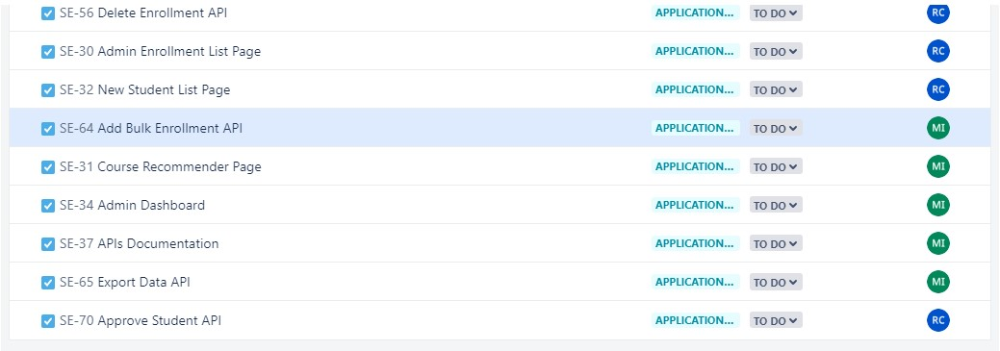 SE-56 Delete Enrollment API APPLICATION... TO DO RC
SE-30 Admin Enrollment List Page APPLICATION... TO DO RC
SE-32 New Student List Page APPLICATION... TO DO RC
SE-64 Add Bulk Enrollment API APPLICATION... TO DO MI
SE-31 Course Recommender Page APPLICATION... TO DO MI
SE-34 Admin Dashboard APPLICATION... TO DO MI
SE-37 APIs Documentation APPLICATION... TO DO MI
SE-65 Export Data API APPLICATION... TO DO MI
SE-70 Approve Student API APPLICATION... TO DO RC